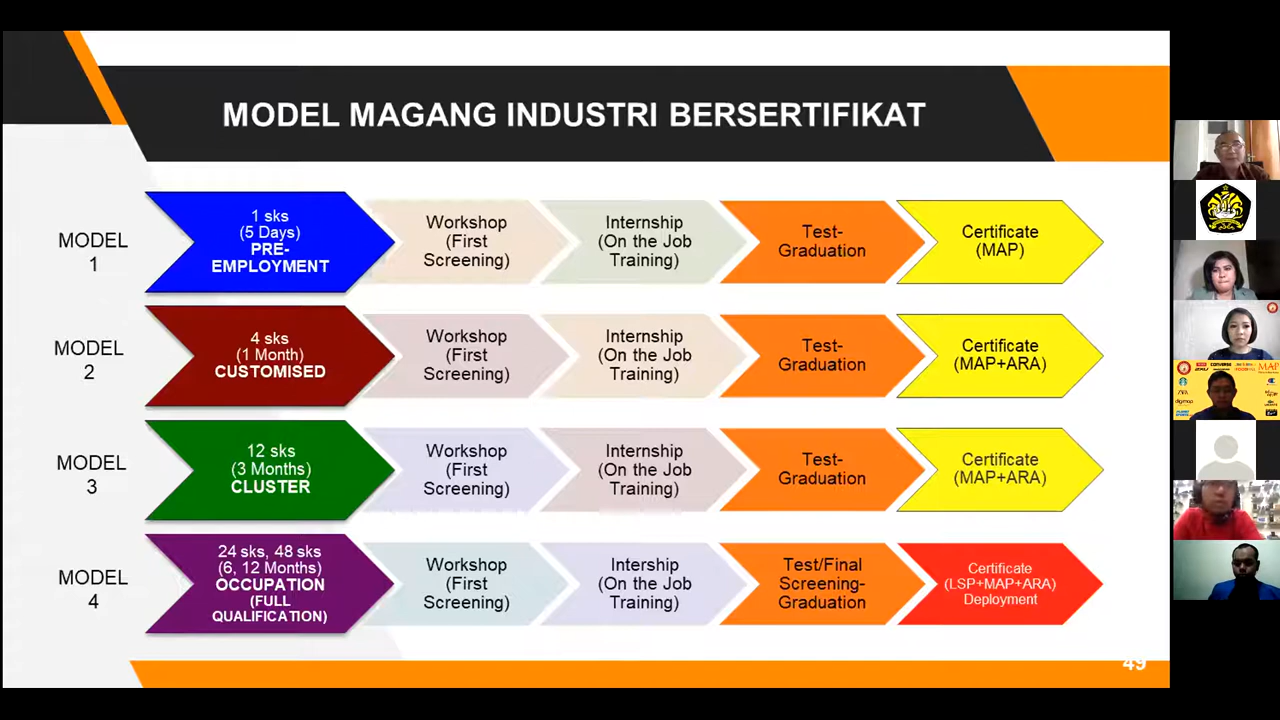 MODEL MAGANG INDUSTRI BERSERTIFIKAT
MODEL
1
1 sks
(5 Days)
PRE-
EMPLOYMENT
Workshop
(First
Screening)
Internship
(On the Job
Training)
Test-
Graduation
Certificate
(MAP)
MODEL
2
4 sks
(1 Month)
CUSTOMISED
Workshop
(First
Screening)
Internship
(On the Job
Training)
Test-
Graduation
Certificate
(MAP+ARA)
MODEL
3
12 sks
(3 Months)
CLUSTER
Workshop
(First
Screening)
Internship
(On the Job
Training)
Test-
Graduation
Certificate
(MAP+ARA)
MODEL
4
24 sks, 48 sks
(6, 12 Months)
OCCUPATION
(FULL
QUALIFICATION)
Workshop
(First
Screening)
Intership
(On the Job
Training)
Test/Final
Screening-
Graduation
Certificate
(LSP+MAP+ARA)
Deployment
49
CONVERSE
MAP
ZARA
digimap